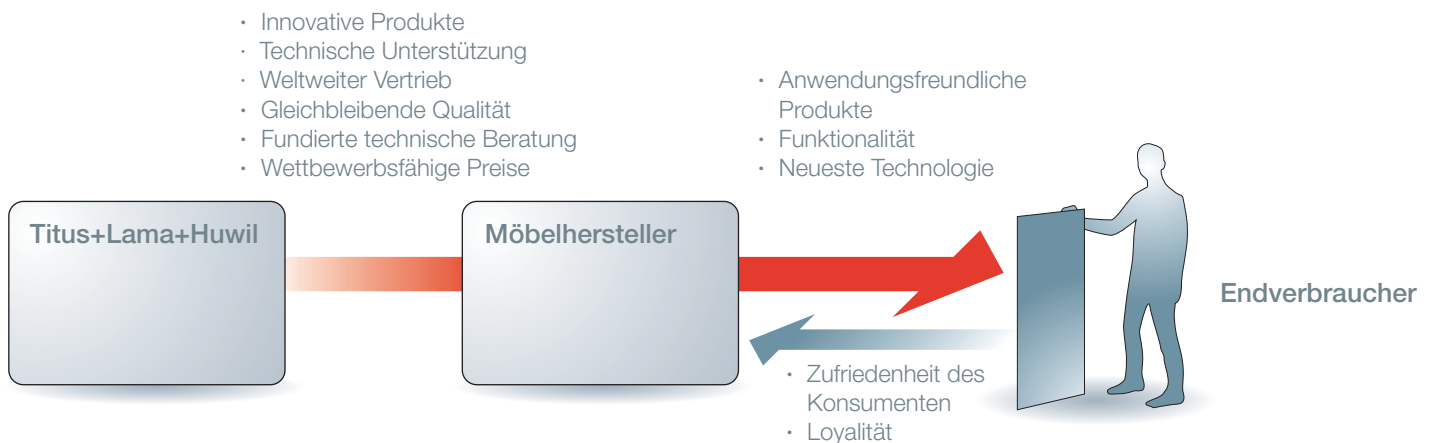 · Innovative Produkte
· Technische Unterstützung
· Weltweiter Vertrieb
· Gleichbleibende Qualität
· Fundierte technische Beratung
· Wettbewerbsfähige Preise
· Anwendungsfreundliche
Produkte
· Funktionalität
· Neueste Technologie
Titus+Lama+Huwil
Möbelhersteller
Endverbraucher
· Zufriedenheit des
Konsumenten
· Loyalität